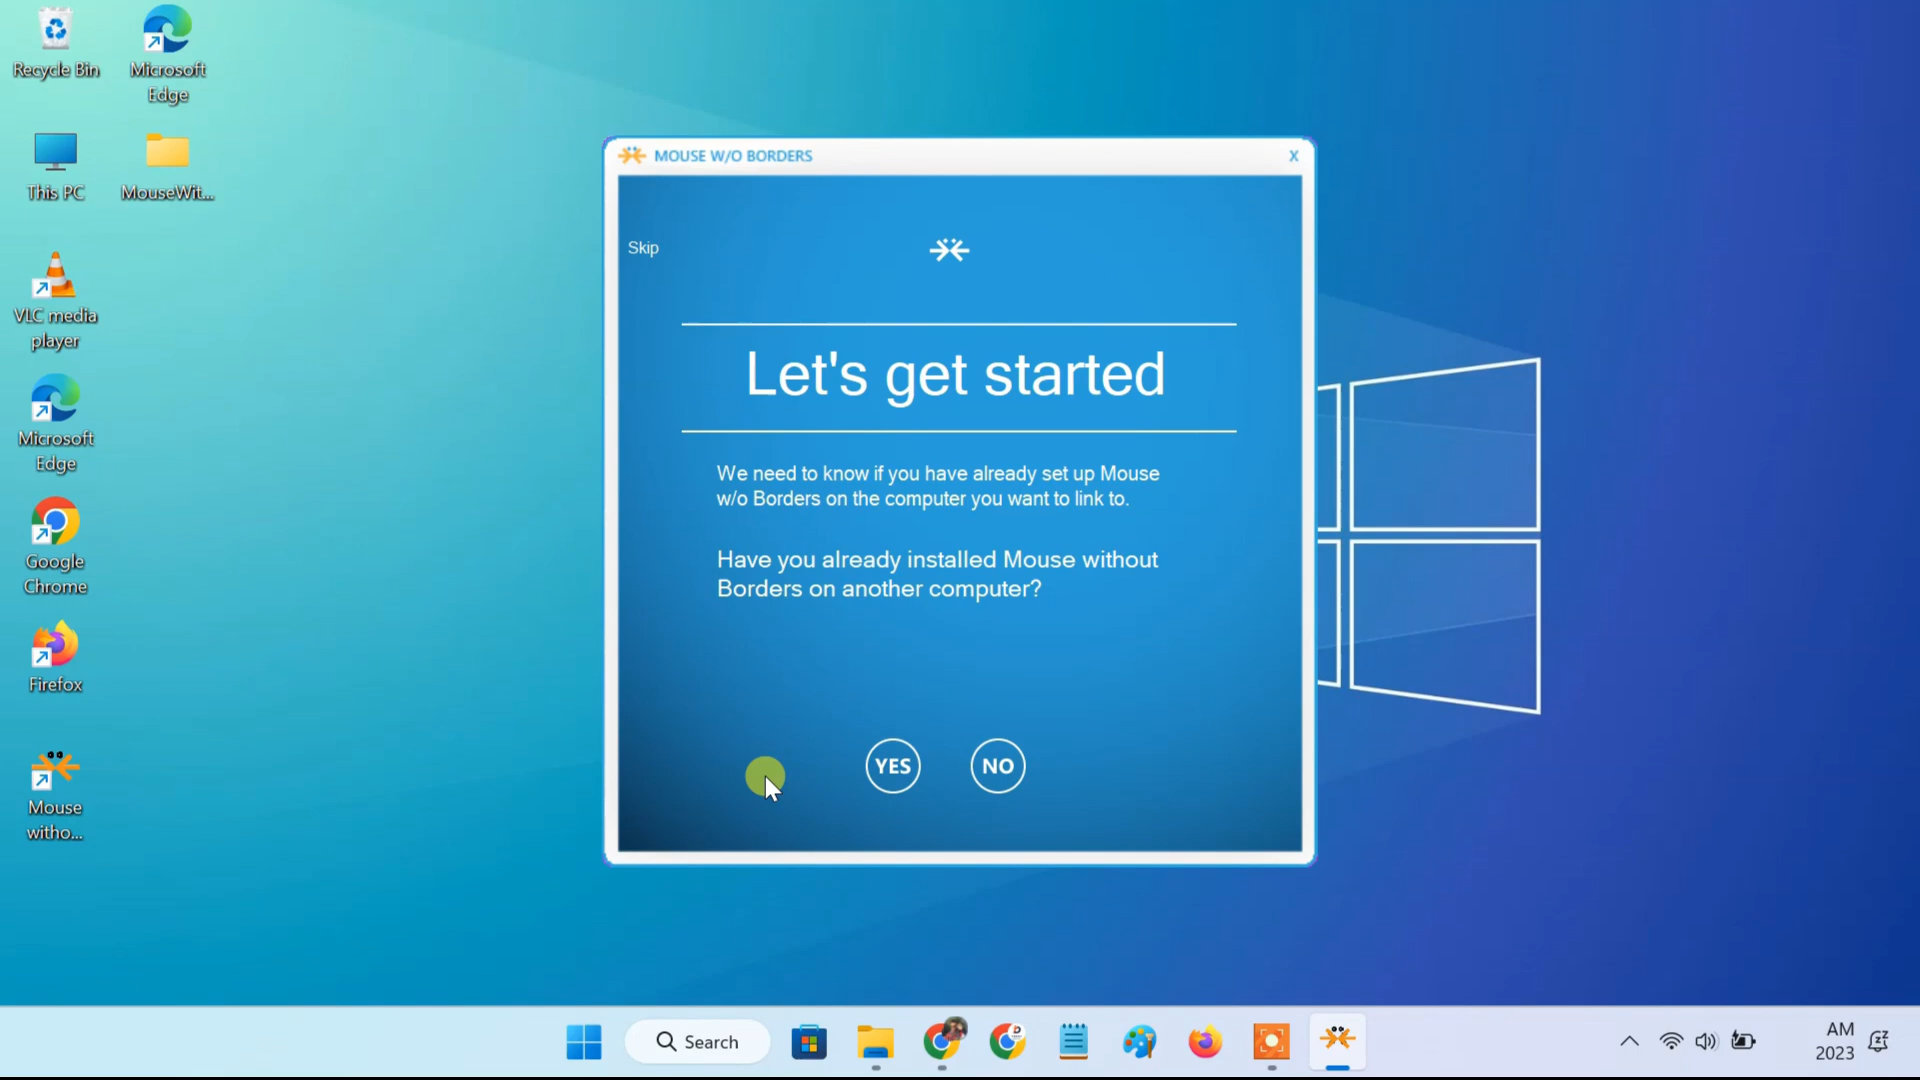 Recycle Bin
Microsoft
Edge
This PC
MouseWit...
VLC media
player
Microsoft
Edge
Google
Chrome
Firefox
Mouse
witho...
MOUSE W/O BORDERS
X
Skip
Let's get started
We need to know if you have already set up Mouse
w/o Borders on the computer you want to link to.
Have you already installed Mouse without
Borders on another computer?
YES
NO
Search
AM
2023